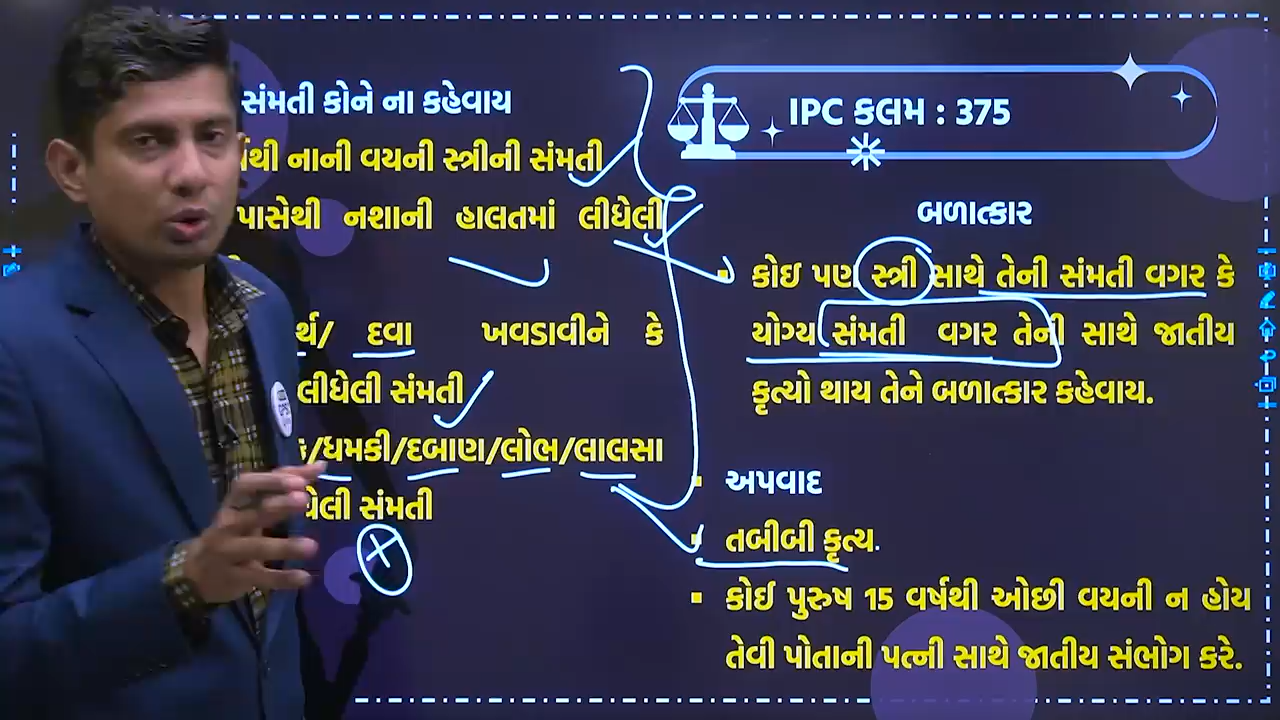 સંમતી કોને ના કહેવાય
નાની વયની સ્ત્રીની સંમતી
પાસેથી નશાની હાલતમાં લીધેલી
દવા ખવડાવીને કે
લીધેલી સંમતી
ધમકી/દબાણ/લોભ/લાલસા
સંમતી
IPC કલમ : 375
બળાત્કાર
કોઇ પણ સ્ત્રી સાથે તેની સંમતી વગર કે
યોગ્ય સંમતી વગર તેની સાથે જાતીય
કૃત્યો થાય તેને બળાત્કાર કહેવાય.
અપવાદ
તબીબી કૃત્ય.
કોઈ પુરુષ 15 વર્ષથી ઓછી વયની ન હોય
તેવી પોતાની પત્ની સાથે જાતીય સંભોગ કરે.